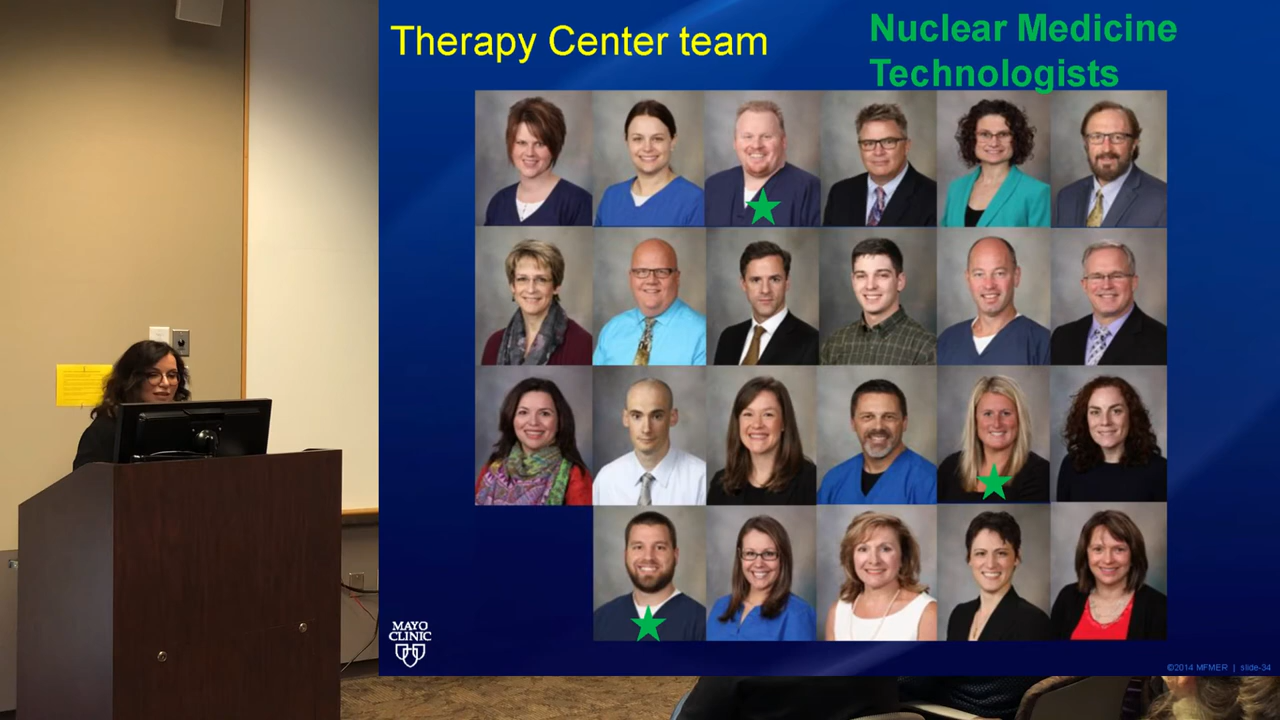 Therapy Center team
Nuclear Medicine
Technologists
MAYO
CLINIC
©2014 MFMER | slide-34